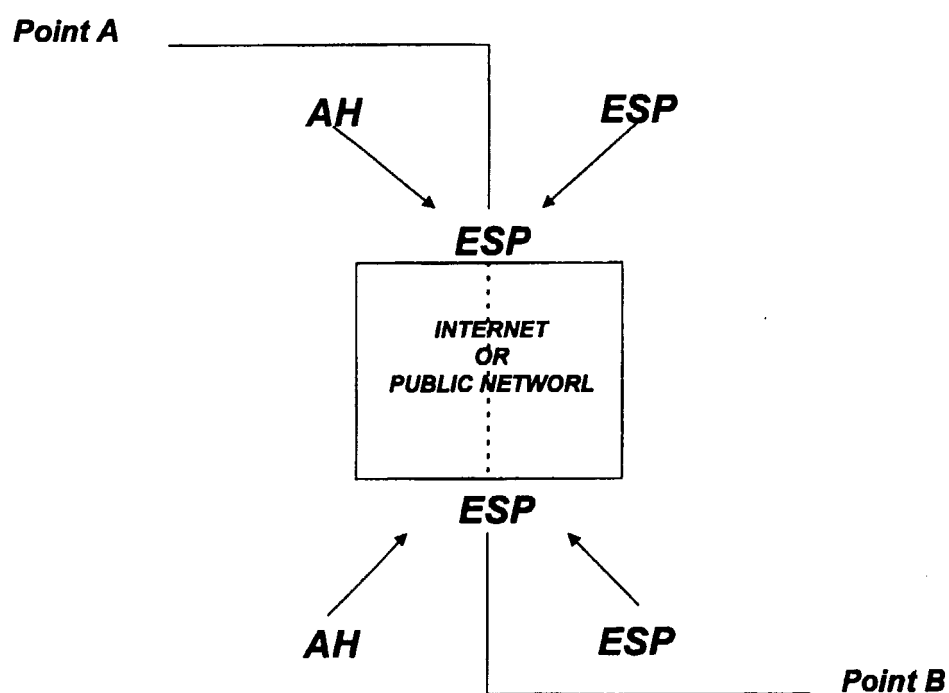 Point A
AH
ESP
ESP
INTERNET
OR
PUBLIC NETWORL
ESP
AH
ESP
Point B